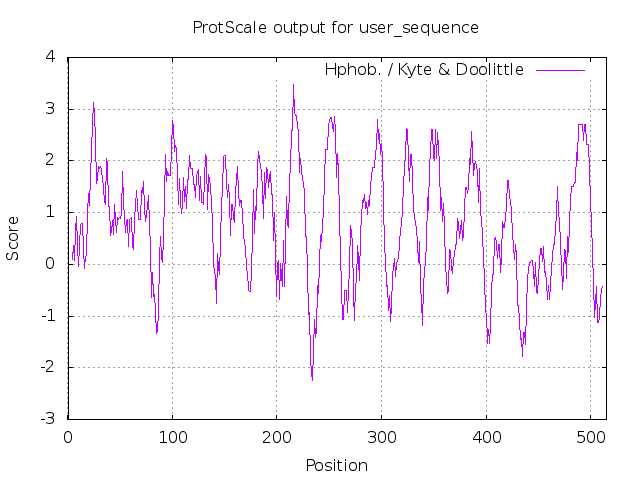 ProtScale output for user_sequence
Hphob. / Kyte & Doolittle
4
3
2
1
0
-1
-2
-3
Score
0 100 200 300 400 500
Position